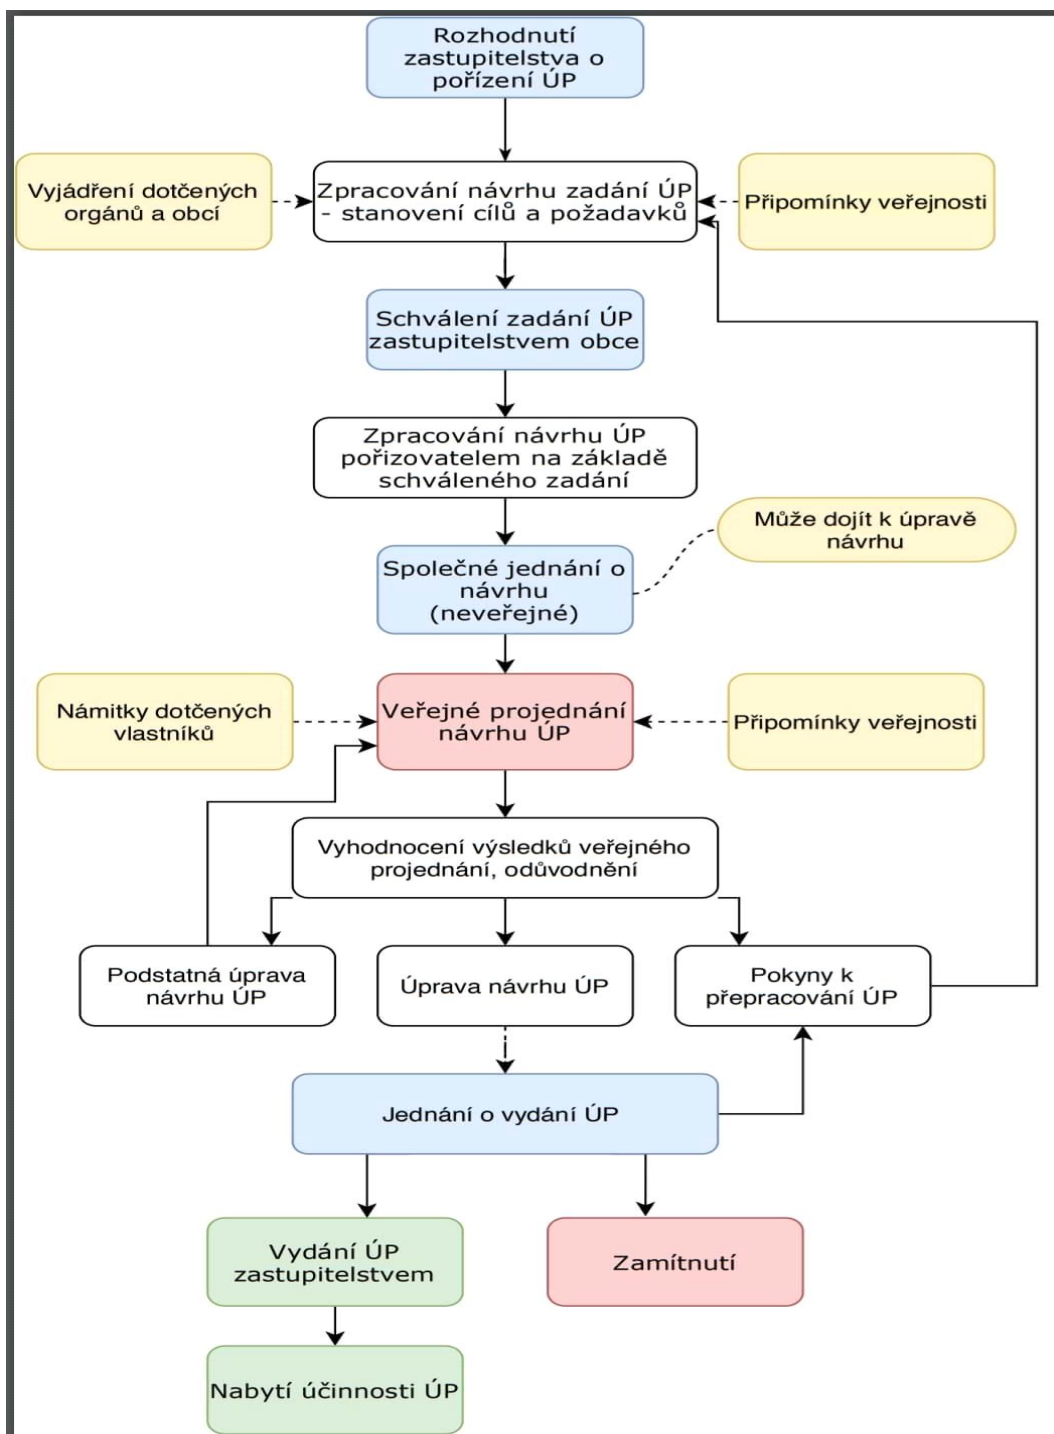 Rozhodnutí
zastupitelstva o
pořízení ÚP
Vyjádření dotčených
orgánů a obcí
Zpracování návrhu zadání ÚP
- stanovení cílů a požadavků
Připomínky veřejnosti
Schválení zadání ÚP
zastupitelstvem obce
Zpracování návrhu ÚP
pořizovatelem na základě
schváleného zadání
Může dojít k úpravě
návrhu
Společné jednání o
návrhu
(neveřejné)
Námitky dotčených
vlastníků
Veřejné projednání
návrhu ÚP
Připomínky veřejnosti
Vyhodnocení výsledků veřejného
projednání, odůvodnění
Podstatná úprava
návrhu ÚP
Úprava návrhu ÚP
Pokyny k
přepracování ÚP
Jednání o vydání ÚP
Vydání ÚP
zastupitelstvem
Zamítnutí
Nabytí účinnosti ÚP